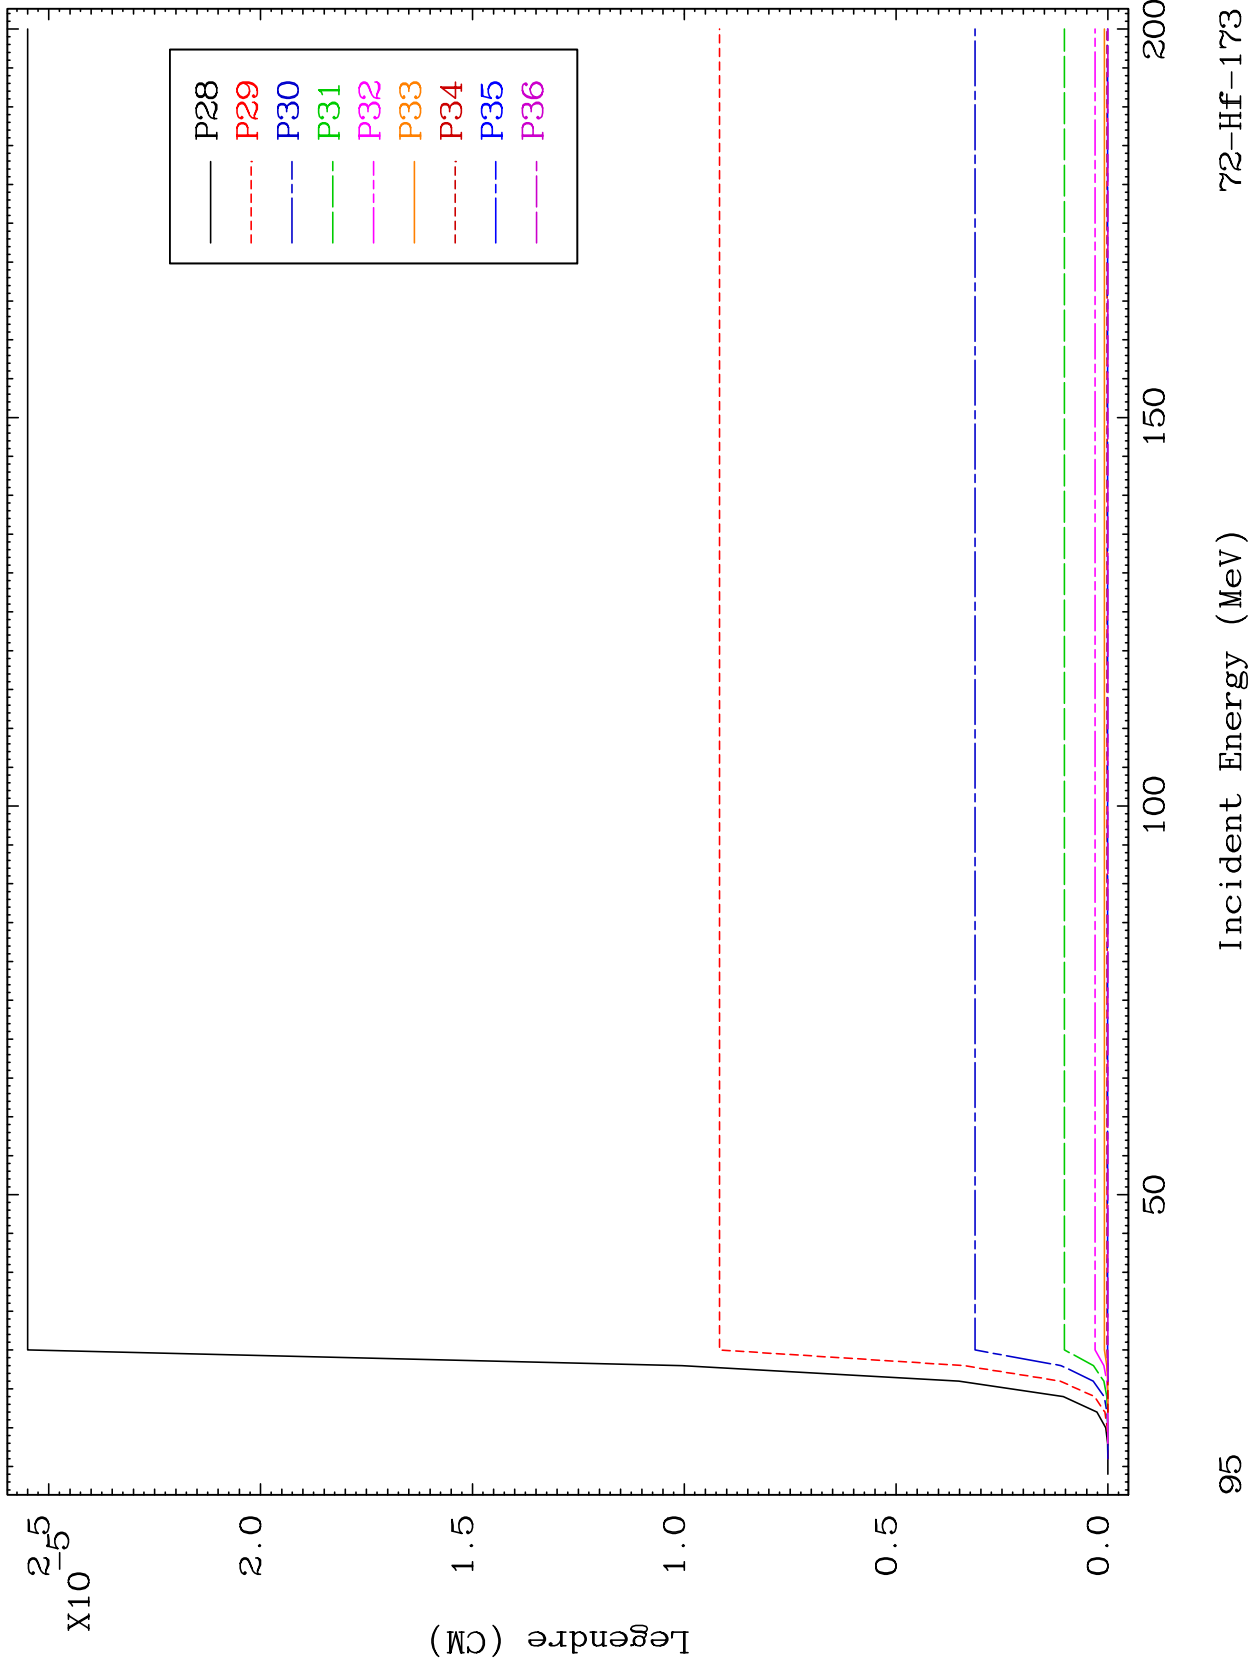 X10
-5
2.5
2.0
1.5
1.0
0.5
0.0
Legendre (CM)
P28
P29
P30
P31
P32
P33
P34
P35
P36
50
100
150
200
Incident Energy (MeV)
95
72-Hf-173